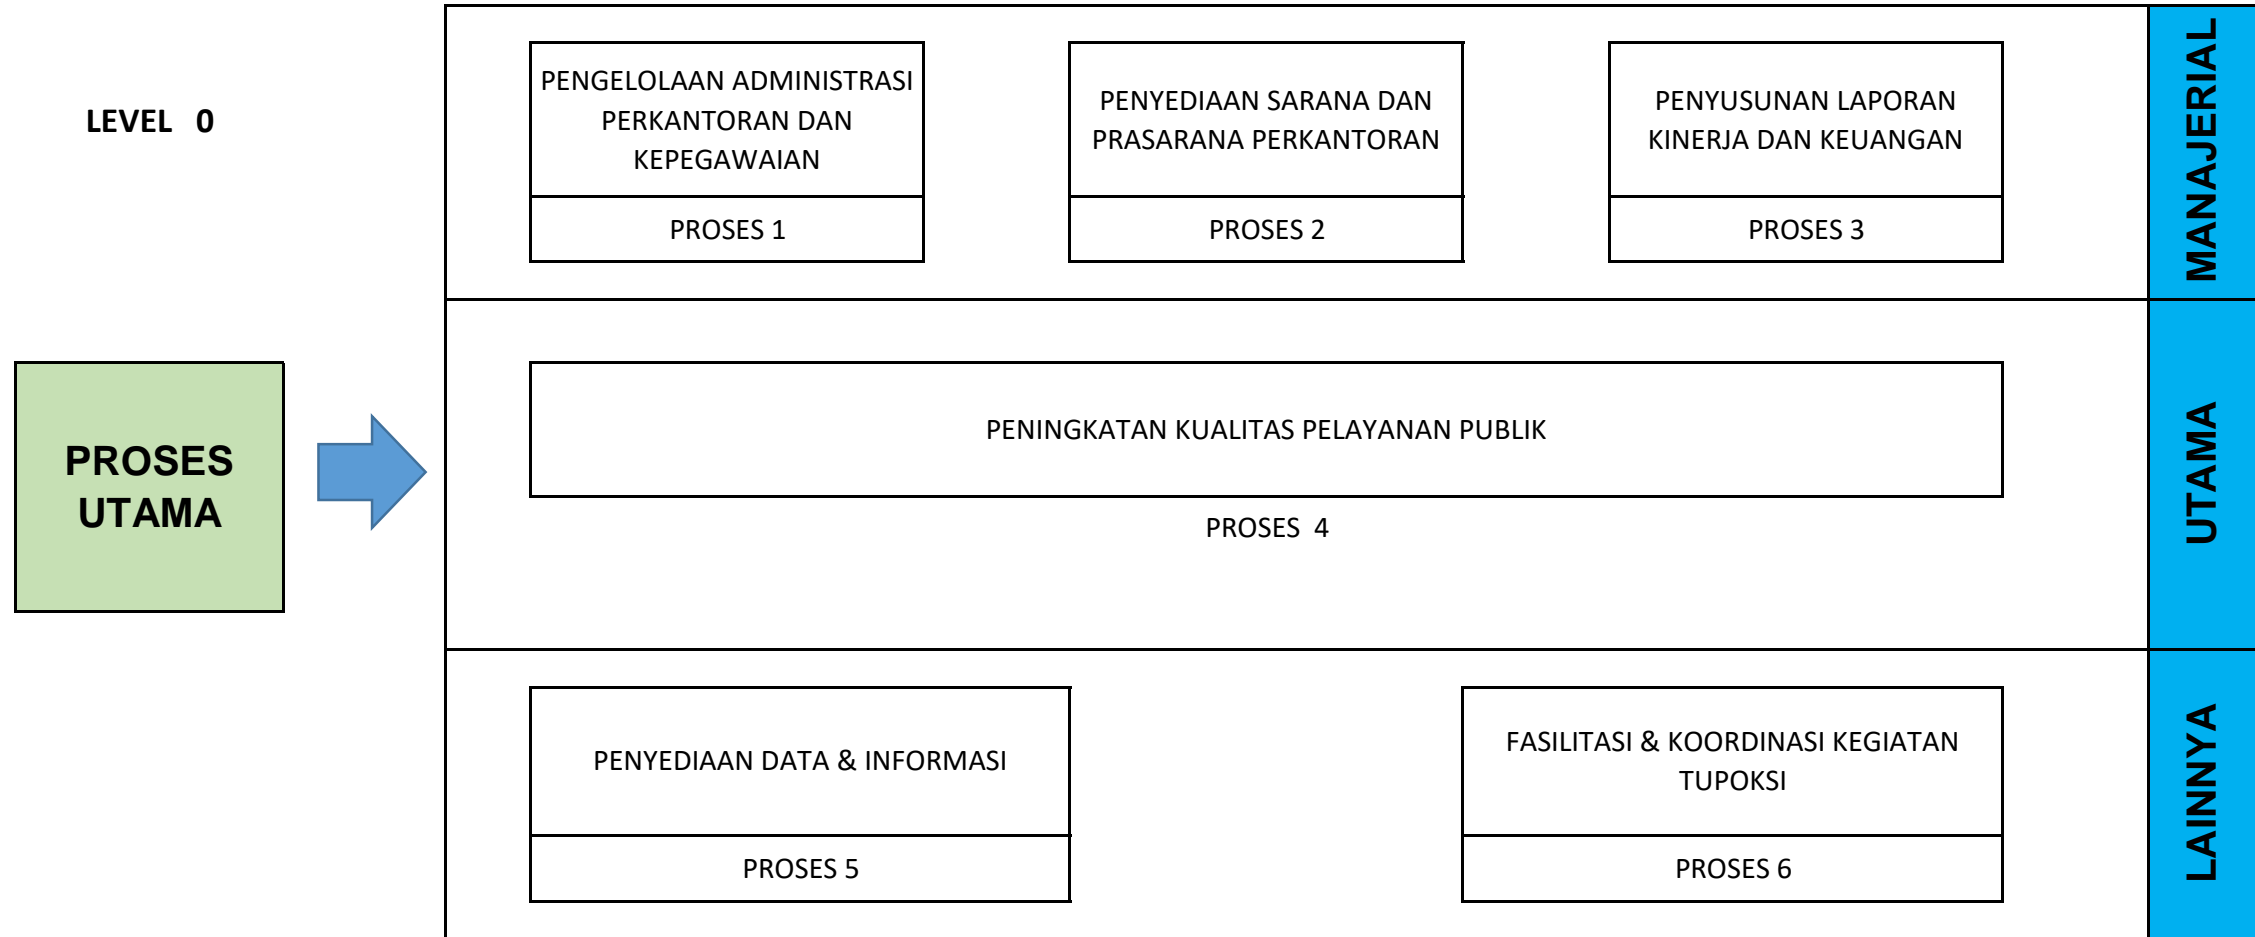 LEVEL 0
PENGELOLAAN ADMINISTRASI
PERKANTORAN DAN
KEPEGAWAIAN
PROSES 1
PENYEDIAAN SARANA DAN
PRASARANA PERKANTORAN
PROSES 2
PENYUSUNAN LAPORAN
KINERJA DAN KEUANGAN
PROSES 3
MANAJERIAL
PROSES
UTAMA
PENINGKATAN KUALITAS PELAYANAN PUBLIK
PROSES 4
UTAMA
PENYEDIAAN DATA & INFORMASI
PROSES 5
FASILITASI & KOORDINASI KEGIATAN
TUPOKSI
PROSES 6
LAINNYA